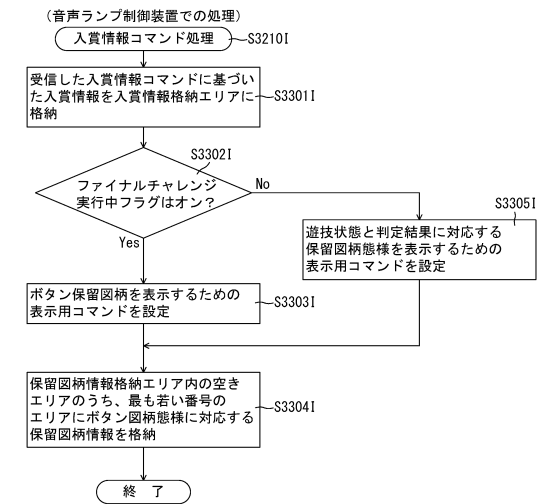 (音声ランプ制御装置での処理)
入賞情報コマンド処理
S3210I
受信した入賞情報コマンドに基づい
た入賞情報を入賞情報格納エリアに
格納
S3301I
S3302I
ファイナルチャレンジ
実行中フラグはオン？
No
Yes
S3305I
遊技状態と判定結果に対応する
保留図柄態様を表示するための
表示用コマンドを設定
ボタン保留図柄を表示するための
表示用コマンドを設定
S3303I
保留図柄情報格納エリア内の空き
エリアのうち、最も若い番号の
エリアにボタン図柄態様に対応する
保留図柄情報を格納
S3304I
終 了